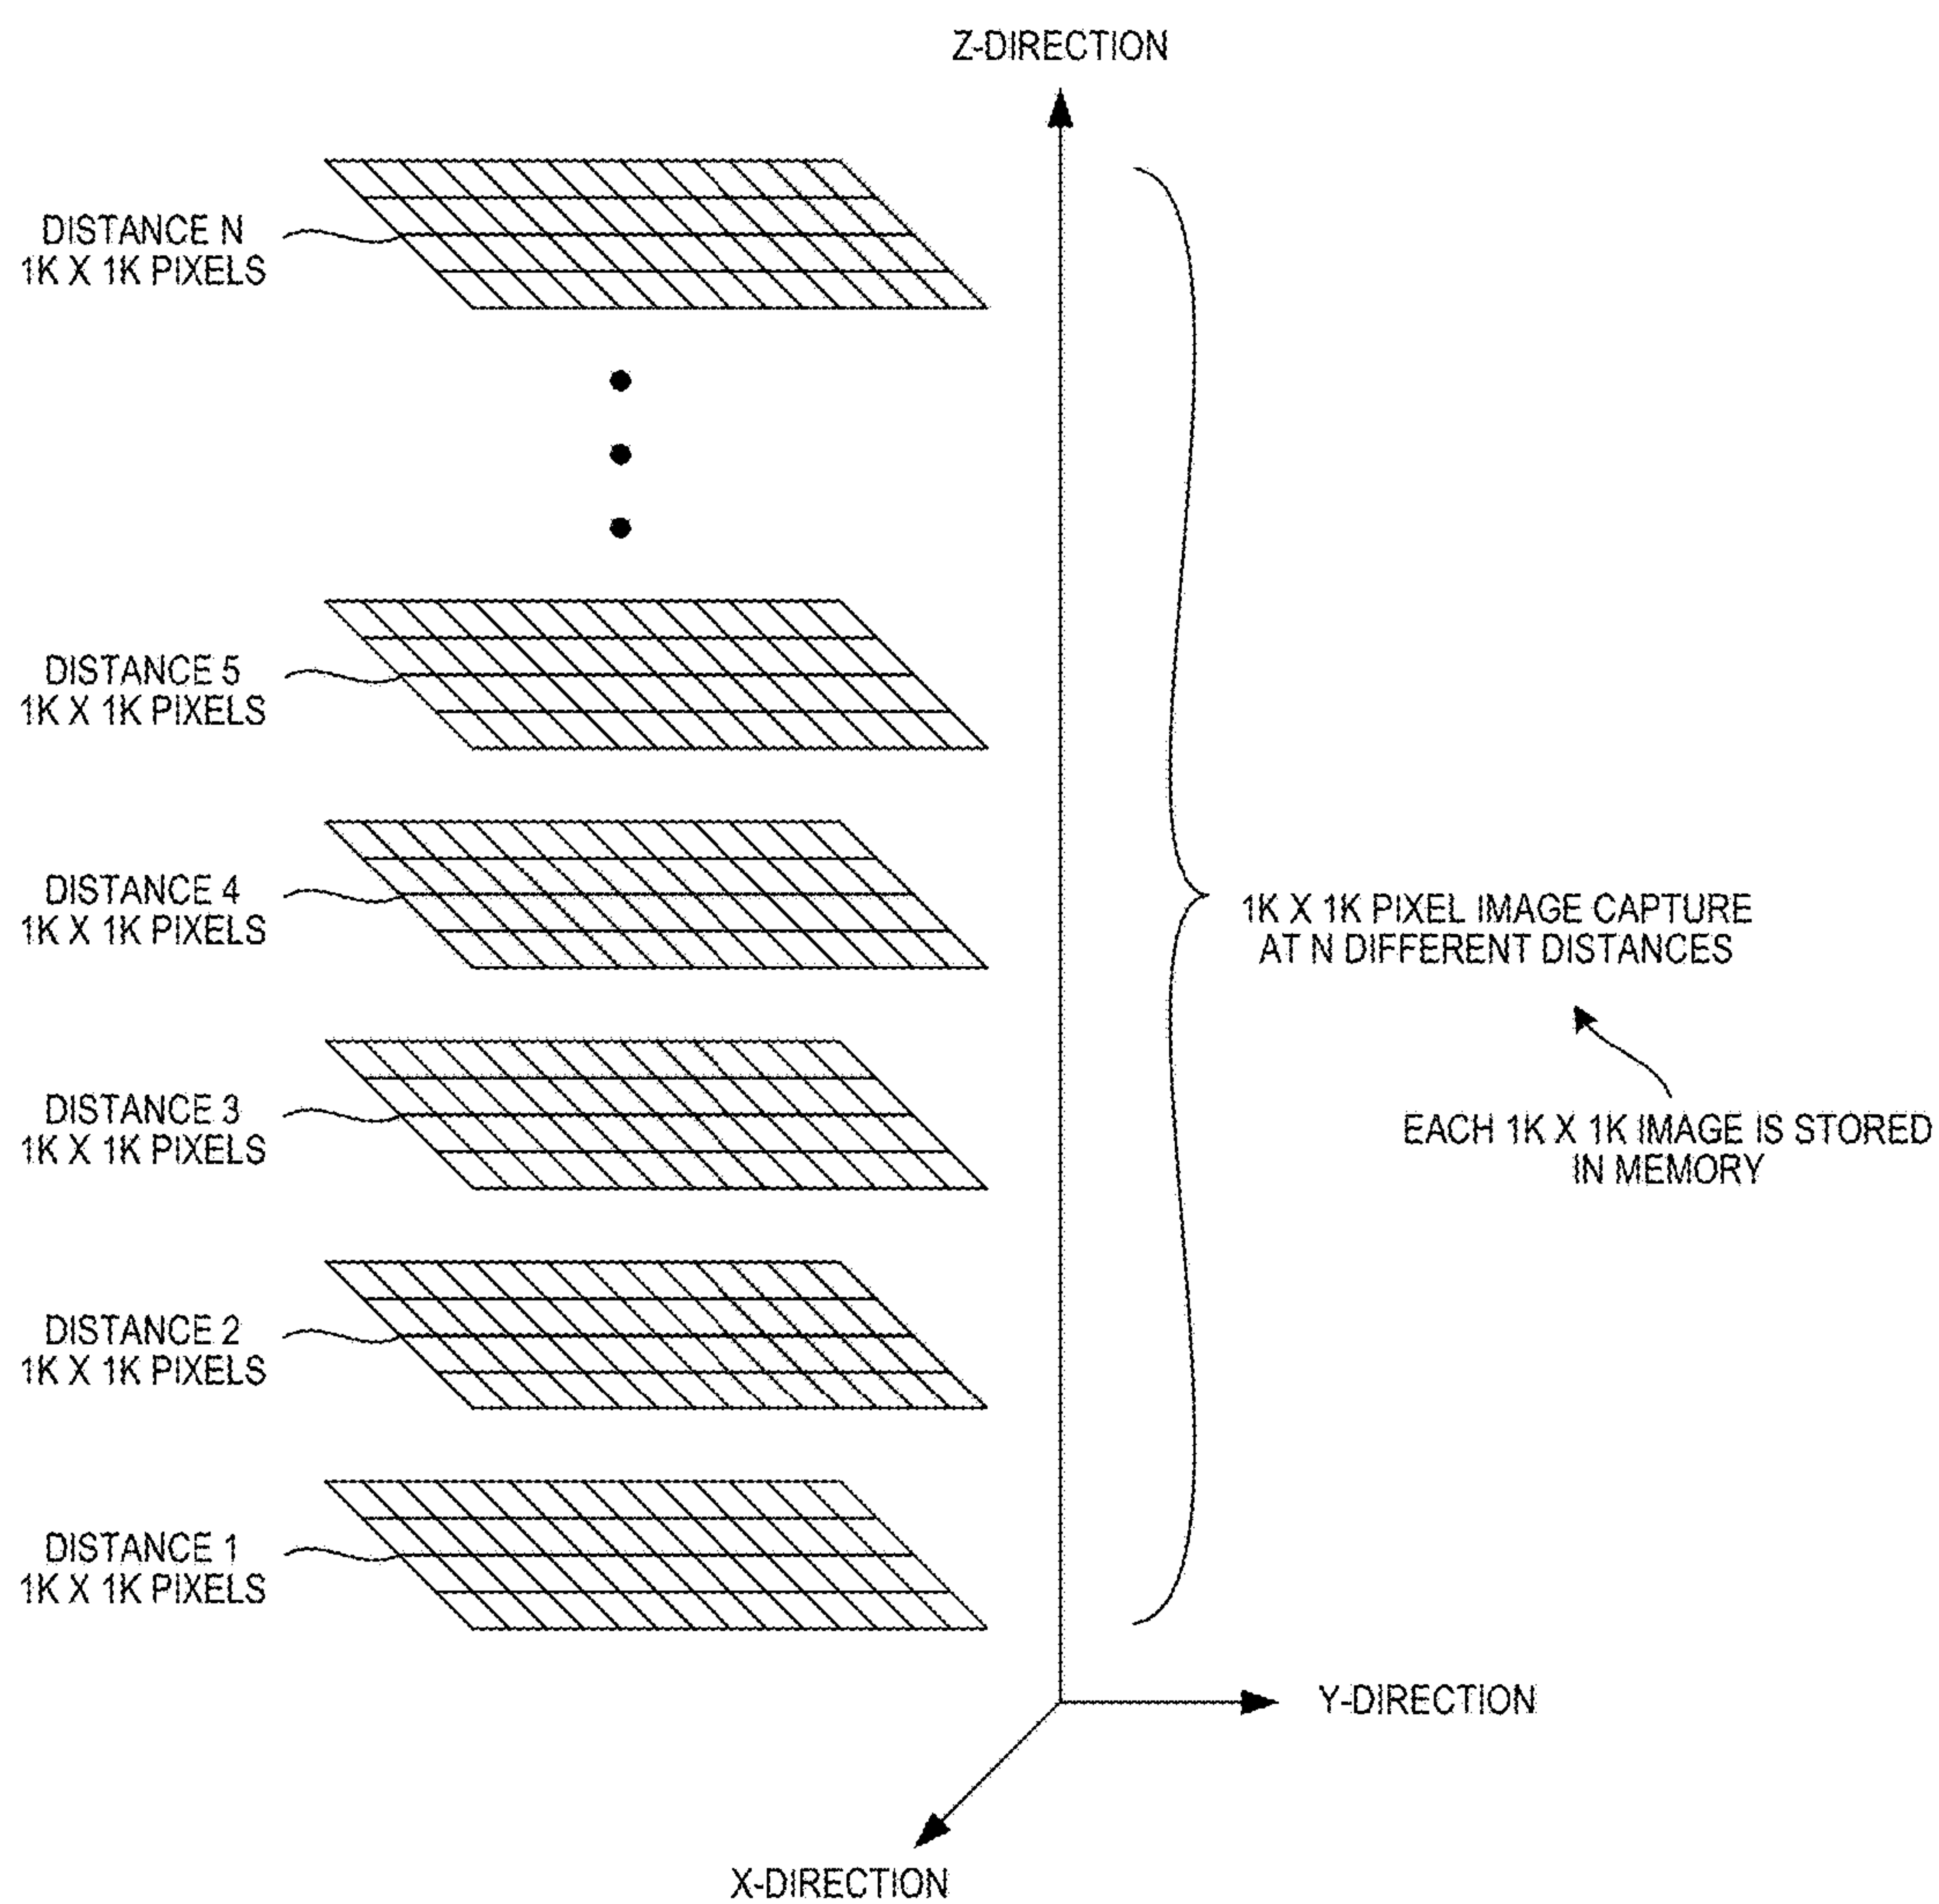 Z-DIRECTION
DISTANCE N
1K X 1K PIXELS
DISTANCE 5
1K X 1K PIXELS
DISTANCE 4
1K X 1K PIXELS
1K X 1K PIXEL IMAGE CAPTURE
AT N DIFFERENT DISTANCES
DISTANCE 3
1K X 1K PIXELS
EACH 1K X 1K IMAGE IS STORED
IN MEMORY
DISTANCE 2
1K X 1K PIXELS
DISTANCE 1
1K X 1K PIXELS
Y-DIRECTION
X-DIRECTION